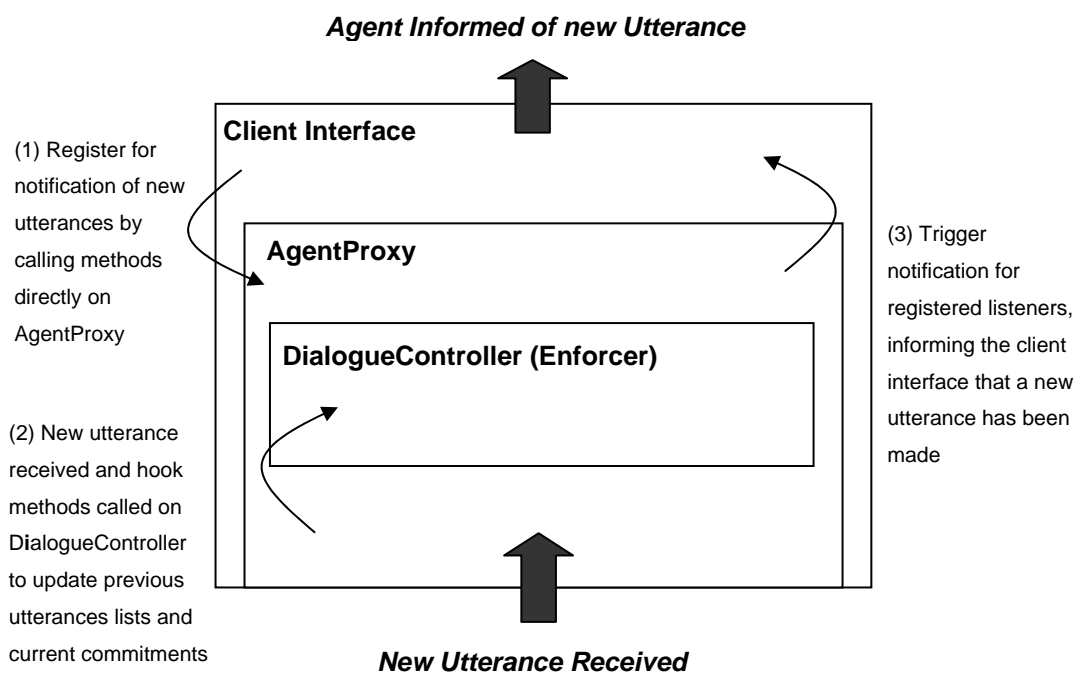 Agent Informed of new Utterance
Client Interface
(1) Register for
notification of new
utterances by
calling methods
directly on
AgentProxy
AgentProxy
(3) Trigger
notification for
registered listeners,
informing the client
interface that a new
utterance has been
made
DialogueController (Enforcer)
(2) New utterance
received and hook
methods called on
DialogueController
to update previous
utterances lists and
current commitments
New Utterance Received